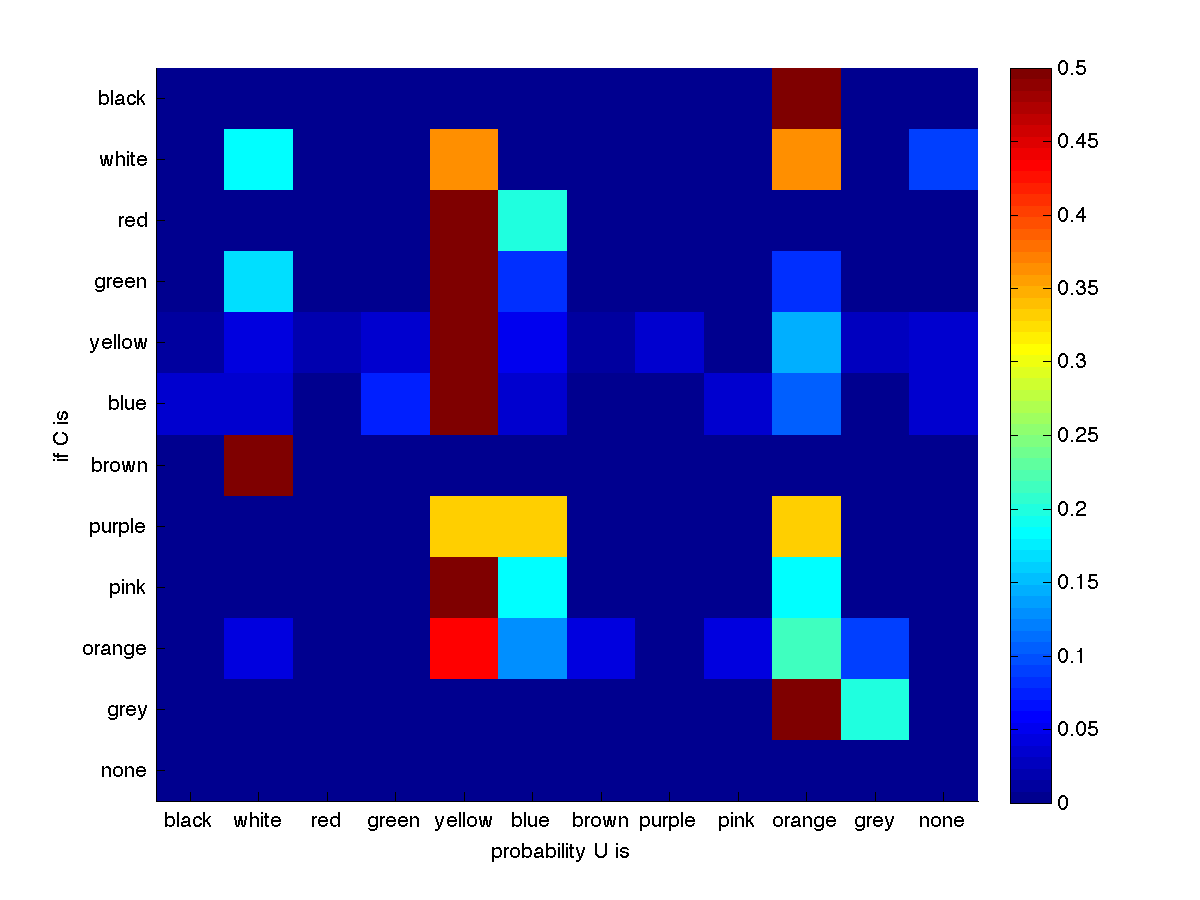 black
white
red
green
yellow
blue
brown
purple
pink
orange
grey
none
if C is
black white red green yellow blue brown purple pink orange grey none
probability U is
0.5
0.45
0.4
0.35
0.3
0.25
0.2
0.15
0.1
0.05
0